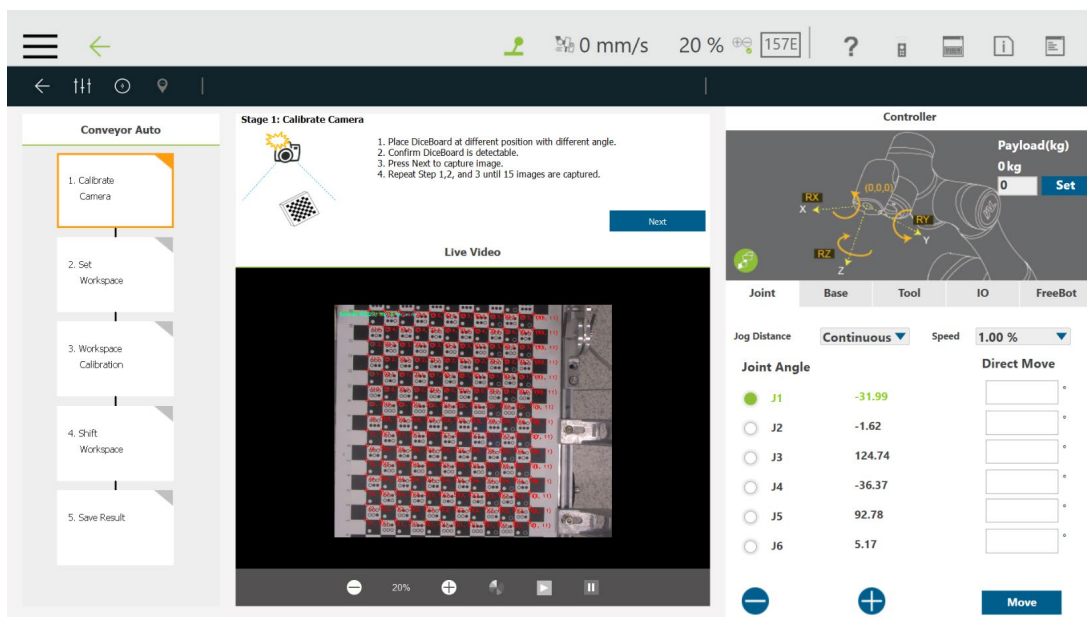 0 mm/s 20 % 157E
Conveyor Auto
1. Calibrate
Camera
2. Set
Workspace
3. Workspace
Calibration
4. Shift
Workspace
5. Save Result
Stage 1: Calibrate Camera
1. Place DiceBoard at different position with different angle.
2. Confirm DiceBoard is detectable.
3. Press Next to capture image.
4. Repeat Step 1,2, and 3 until 15 images are captured.
Next
Live Video
20%
Controller
Payload(kg)
0 kg
0 Set
(0,0,0)
RX
X
RY
Y
RZ
Z
Joint Base Tool IO FreeBot
Jog Distance Continuous Speed 1.00 %
Joint Angle Direct Move
J1 -31.99 °
J2 -1.62 °
J3 124.74 °
J4 -36.37 °
J5 92.78 °
J6 5.17 °
Move